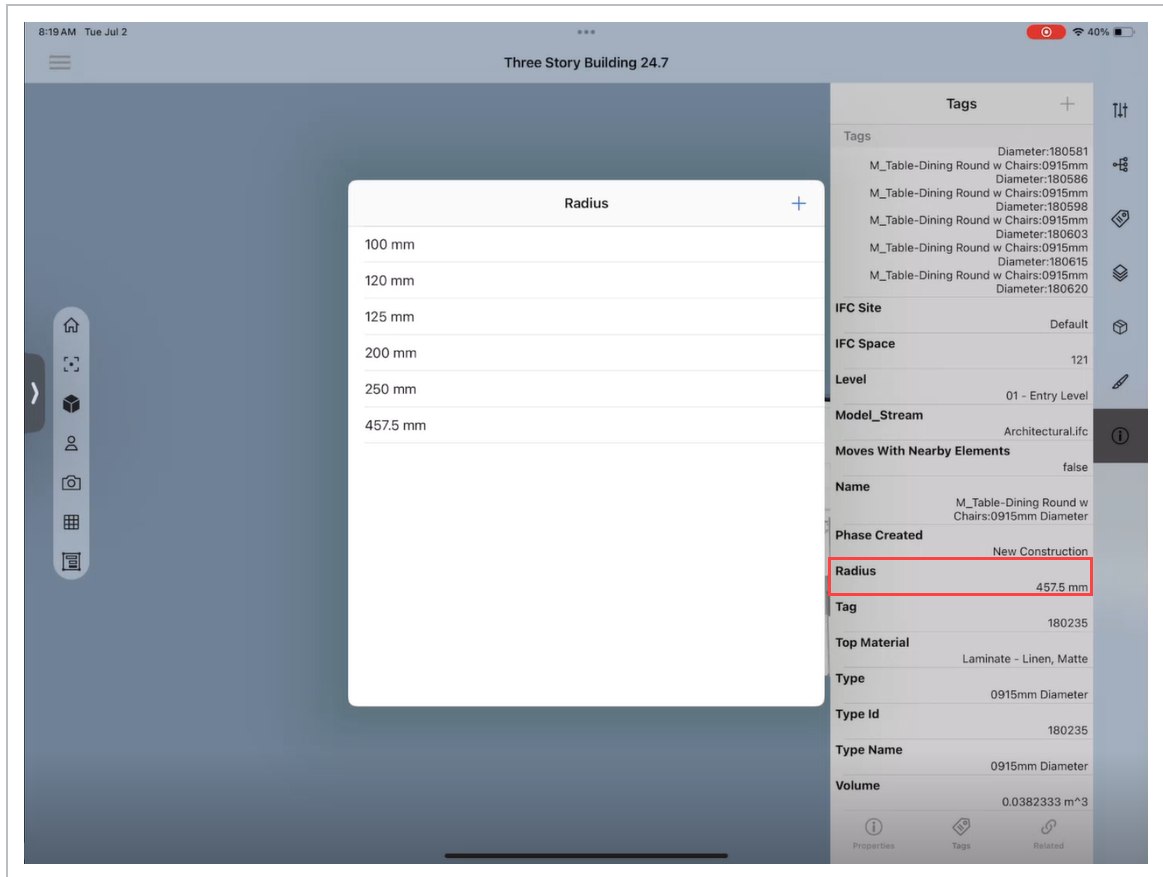 8:19 AM Tue Jul 2
40%
Three Story Building 24.7
Radius
100 mm
120 mm
125 mm
200 mm
250 mm
457.5 mm
Tags
Tags
Diameter:180581
M_Table-Dining Round w Chairs:0915mm
Diameter:180586
M_Table-Dining Round w Chairs:0915mm
Diameter:180598
M_Table-Dining Round w Chairs:0915mm
Diameter:180603
M_Table-Dining Round w Chairs:0915mm
Diameter:180615
M_Table-Dining Round w Chairs:0915mm
Diameter:180620
IFC Site
Default
IFC Space
121
Level
01 - Entry Level
Model_Stream
Architectural.ifc
Moves With Nearby Elements
false
Name
M_Table-Dining Round w
Chairs:0915mm Diameter
Phase Created
New Construction
Radius
457.5 mm
Tag
180235
Top Material
Laminate - Linen, Matte
Type
0915mm Diameter
Type Id
180235
Type Name
0915mm Diameter
Volume
0.0382333 m^3
Properties
Tags
Related